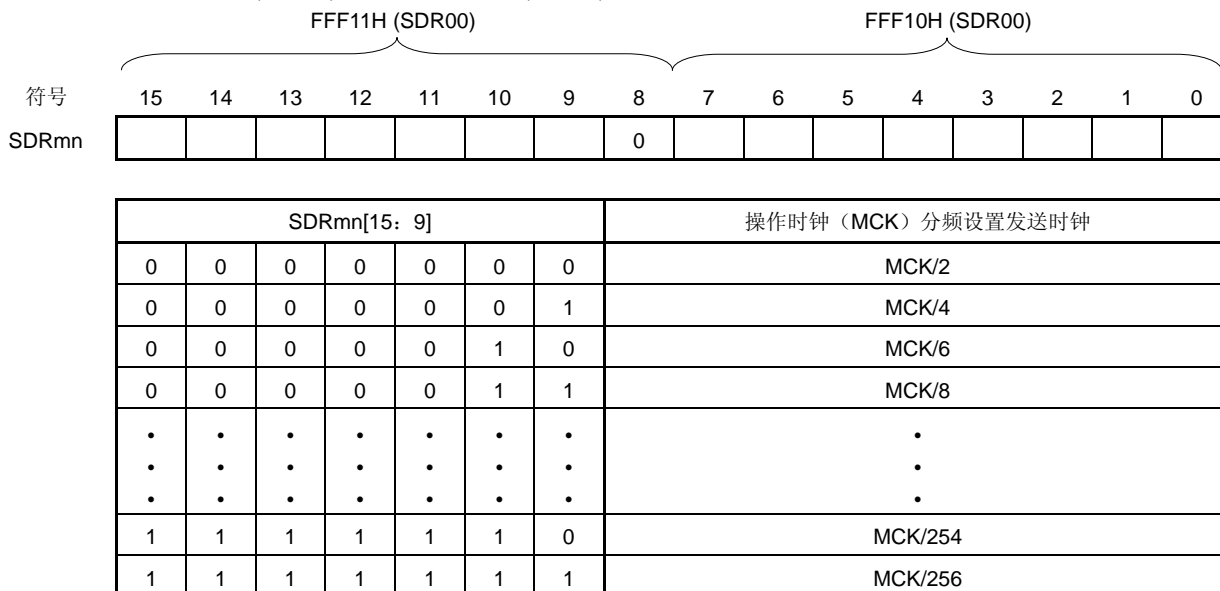 FFF11H (SDR00) FFF10H (SDR00)
符号 15 14 13 12 11 10 9 8 7 6 5 4 3 2 1 0
SDRmn 0
SDRmn[15：9] 操作时钟（MCK）分频设置发送时钟
0 0 0 0 0 0 0 MCK/2
0 0 0 0 0 0 1 MCK/4
0 0 0 0 0 1 0 MCK/6
0 0 0 0 0 1 1 MCK/8
• • • • • • • •
• • • • • • • •
• • • • • • • •
1 1 1 1 1 1 0 MCK/254
1 1 1 1 1 1 1 MCK/256